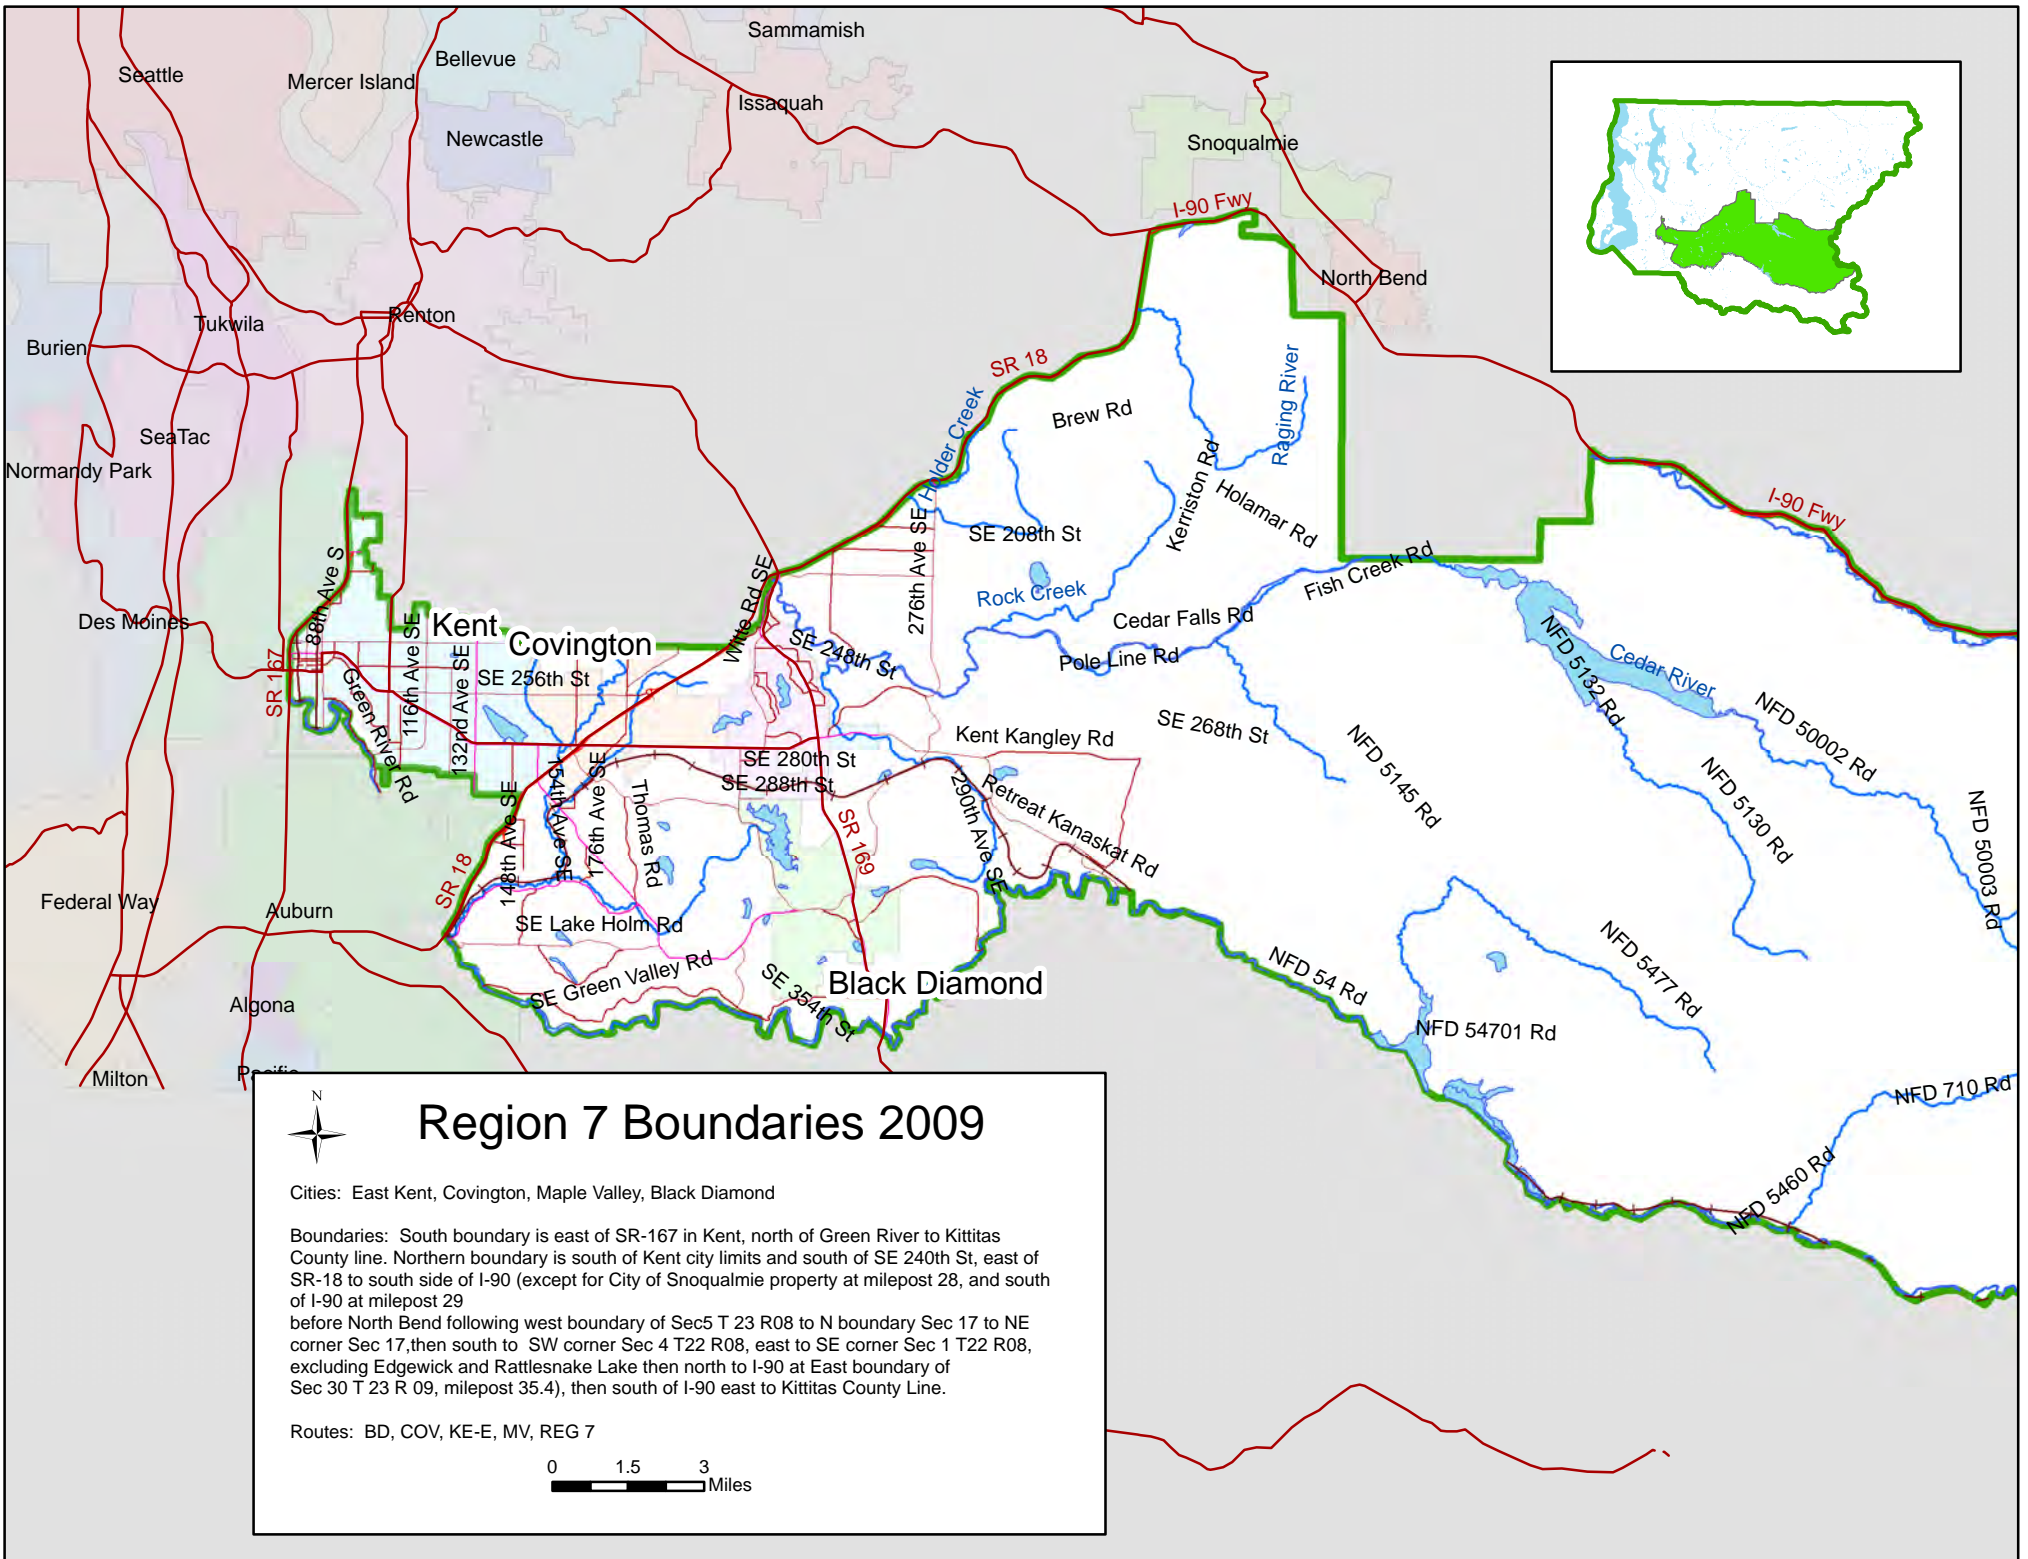 Sammamish
Bellevue
Seattle
Mercer Island
Issaquah
Newcastle
Snoqualmie
I-90 Fwy
North Bend
Renton
Tukwila
Burien
SR 18
Raging River
Brew Rd
Holder Creek
SeaTac
Normandy Park
Kerriston Rd
Holamar Rd
I-90 Fwy
SE 208th St
276th Ave SE
Fish Creek Rd
88th Ave S
Witte Rd SE
Rock Creek
Cedar Falls Rd
Des Moines
116th Ave SE
Kent
Covington
SE 248th St
Pole Line Rd
NFD 5132 Rd
Cedar River
SR 167
Green River Rd
132nd Ave SE
SE 256th St
NFD 50002 Rd
SE 268th St
Kent Kangley Rd
NFD 5145 Rd
SE 280th St
SE 288th St
NFD 5130 Rd
148th Ave SE
154th Ave SE
176th Ave SE
Thomas Rd
290th Ave SE
Retreat Kanaskat Rd
SR 169
NFD 50003 Rd
SR 18
Federal Way
Auburn
SE Lake Holm Rd
SE Green Valley Rd
SE 354th St
Black Diamond
NFD 54 Rd
NFD 5477 Rd
Algona
NFD 54701 Rd
Milton
Pacific
NFD 710 Rd
NFD 5460 Rd
N
Region 7 Boundaries 2009
Cities: East Kent, Covington, Maple Valley, Black Diamond
Boundaries: South boundary is east of SR-167 in Kent, north of Green River to Kittitas
County line. Northern boundary is south of Kent city limits and south of SE 240th St, east of
SR-18 to south side of I-90 (except for City of Snoqualmie property at milepost 28, and south
of I-90 at milepost 29
before North Bend following west boundary of Sec5 T 23 R08 to N boundary Sec 17 to NE
corner Sec 17,then south to SW corner Sec 4 T22 R08, east to SE corner Sec 1 T22 R08,
excluding Edgewick and Rattlesnake Lake then north to I-90 at East boundary of
Sec 30 T 23 R 09, milepost 35.4), then south of I-90 east to Kittitas County Line.
Routes: BD, COV, KE-E, MV, REG 7
0 1.5 3
Miles